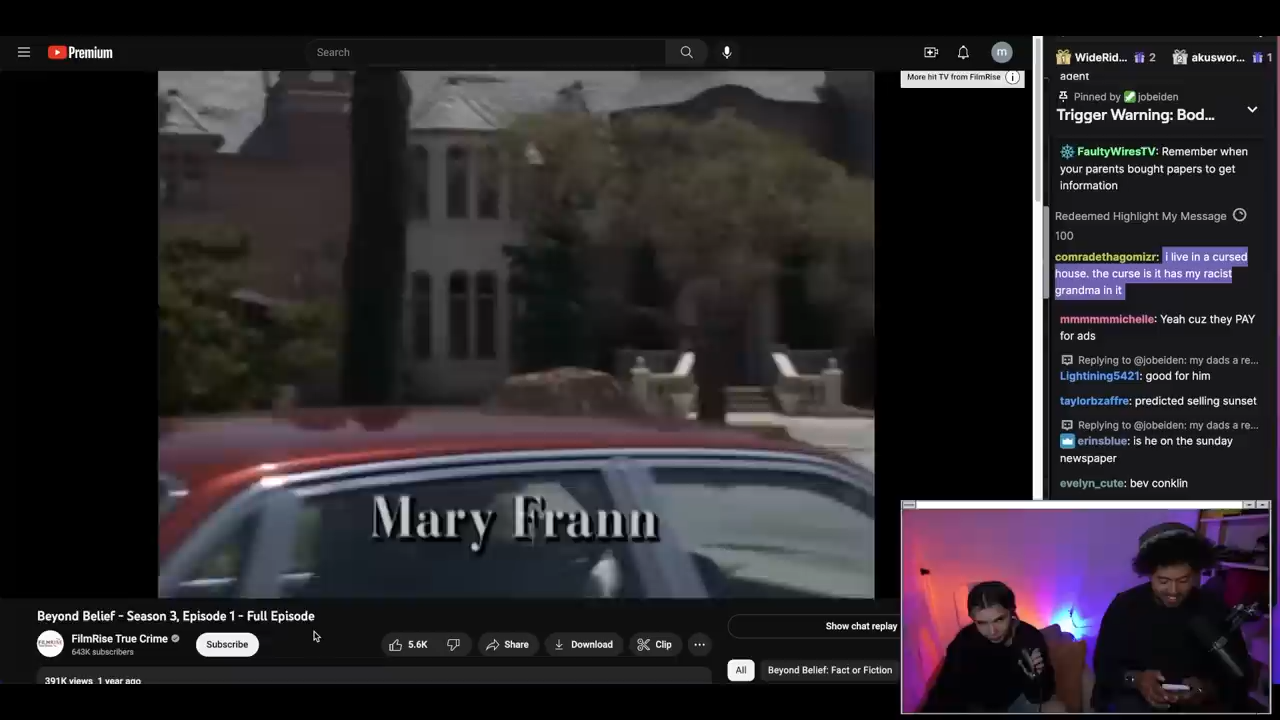 Premium
Search
m
More hit TV from FilmRise
Mary Frann
Beyond Belief - Season 3, Episode 1 - Full Episode
FilmRise True Crime
643K subscribers
Subscribe
5.6K
Share
Download
Clip
Show chat replay
391K views 1 year ago
All
Beyond Belief: Fact or Fiction
WideRid... 2
akuswor... 1
agent
Pinned by jobeiden
Trigger Warning: Bod...
FaultyWiresTV: Remember when
your parents bought papers to get
information
Redeemed Highlight My Message
100
comradethagomizr: i live in a cursed
house. the curse is it has my racist
grandma in it
mmmmmmichelle: Yeah cuz they PAY
for ads
Replying to @jobeiden: my dads a re...
Lightining5421: good for him
taylorbzaffre: predicted selling sunset
Replying to @jobeiden: my dads a re...
erinsblue: is he on the sunday
newspaper
evelyn_cute: bev conklin